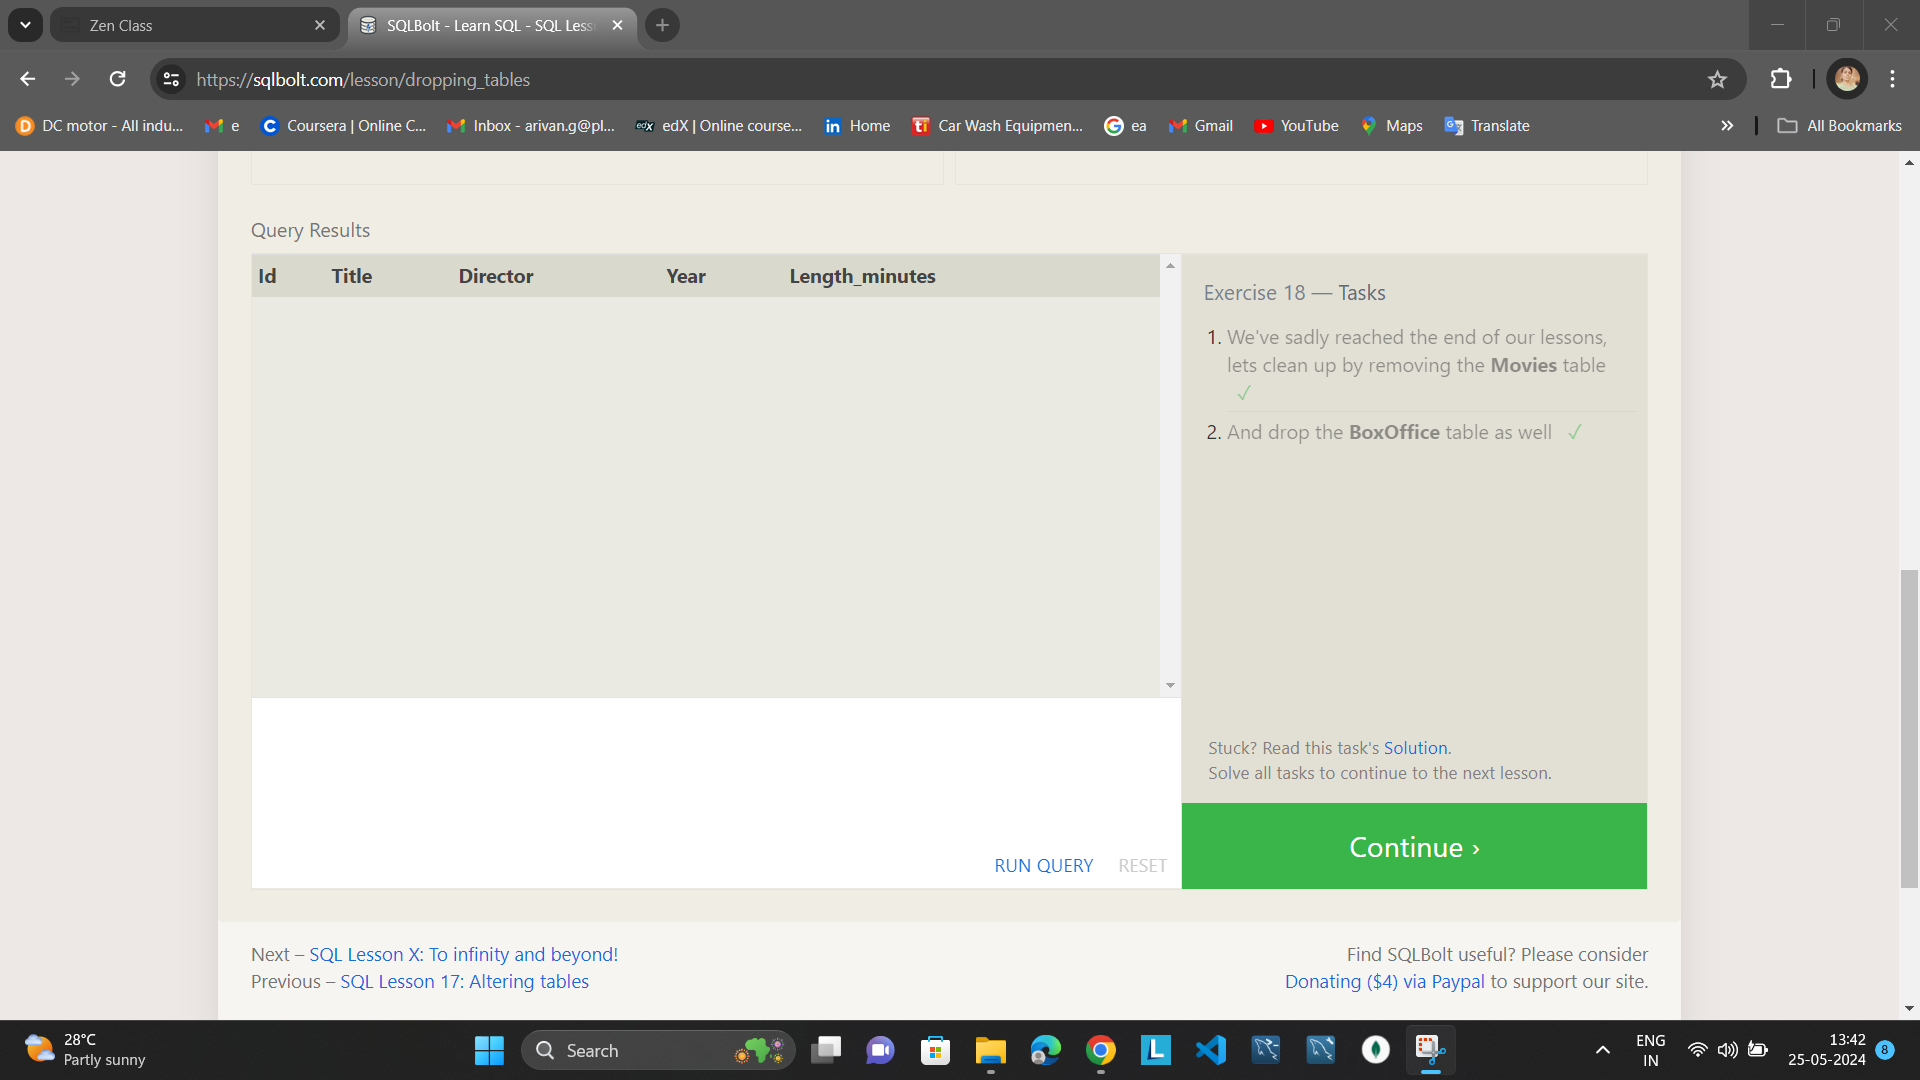 Zen Class
SQLBolt - Learn SQL - SQL Less
https://sqlbolt.com/lesson/dropping_tables
DC motor - All indu...
e
Coursera | Online C...
Inbox - arivan.g@pl...
edX | Online course...
Home
Car Wash Equipmen...
ea
Gmail
YouTube
Maps
Translate
All Bookmarks
Query Results
Id Title Director Year Length_minutes
Exercise 18 — Tasks
1. We've sadly reached the end of our lessons,
lets clean up by removing the Movies table
✓
2. And drop the BoxOffice table as well ✓
Stuck? Read this task's Solution.
Solve all tasks to continue to the next lesson.
RUN QUERY RESET
Continue ›
Next – SQL Lesson X: To infinity and beyond!
Previous – SQL Lesson 17: Altering tables
Find SQLBolt useful? Please consider
Donating ($4) via Paypal to support our site.
28°C
Partly sunny
Search
ENG
IN
13:42
25-05-2024
8